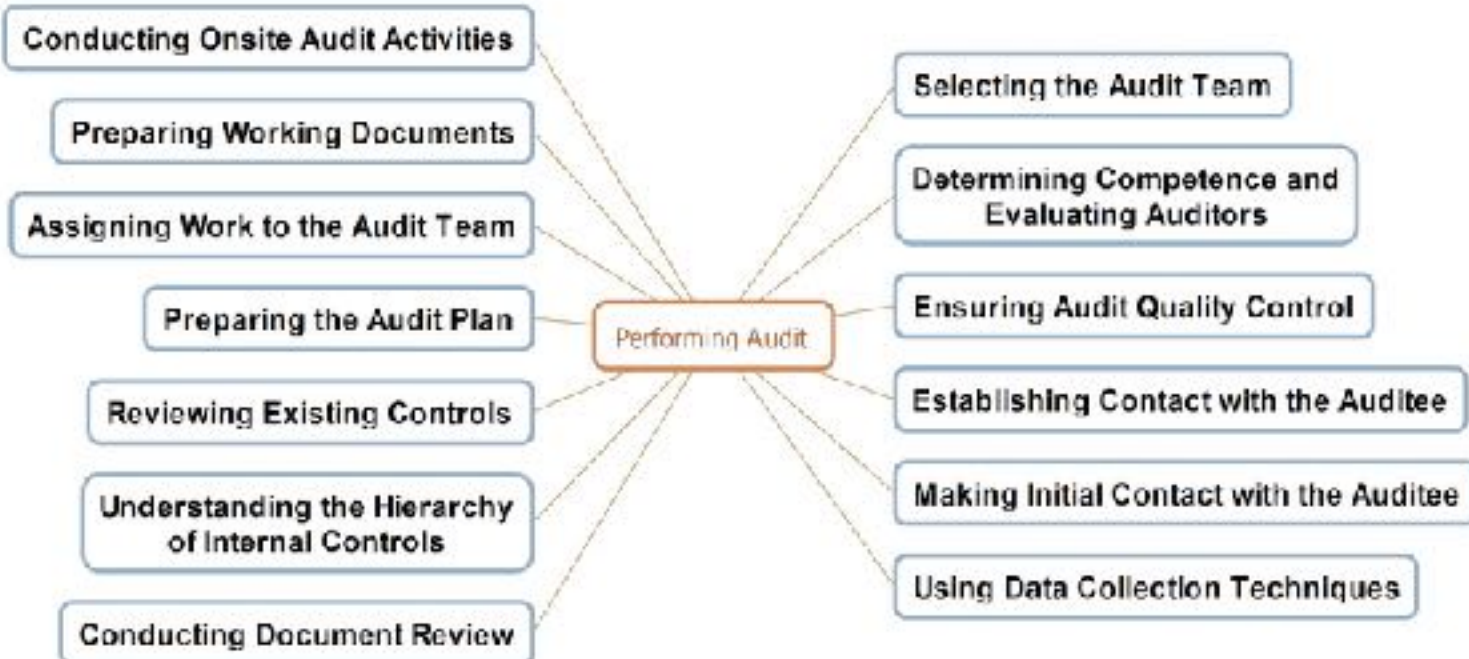 Conducting Onsite Audit Activities
Preparing Working Documents
Assigning Work to the Audit Team
Preparing the Audit Plan
Reviewing Existing Controls
Understanding the Hierarchy
of Internal Controls
Conducting Document Review
Performing Audit
Selecting the Audit Team
Determining Competence and
Evaluating Auditors
Ensuring Audit Quality Control
Establishing Contact with the Auditee
Making Initial Contact with the Auditee
Using Data Collection Techniques